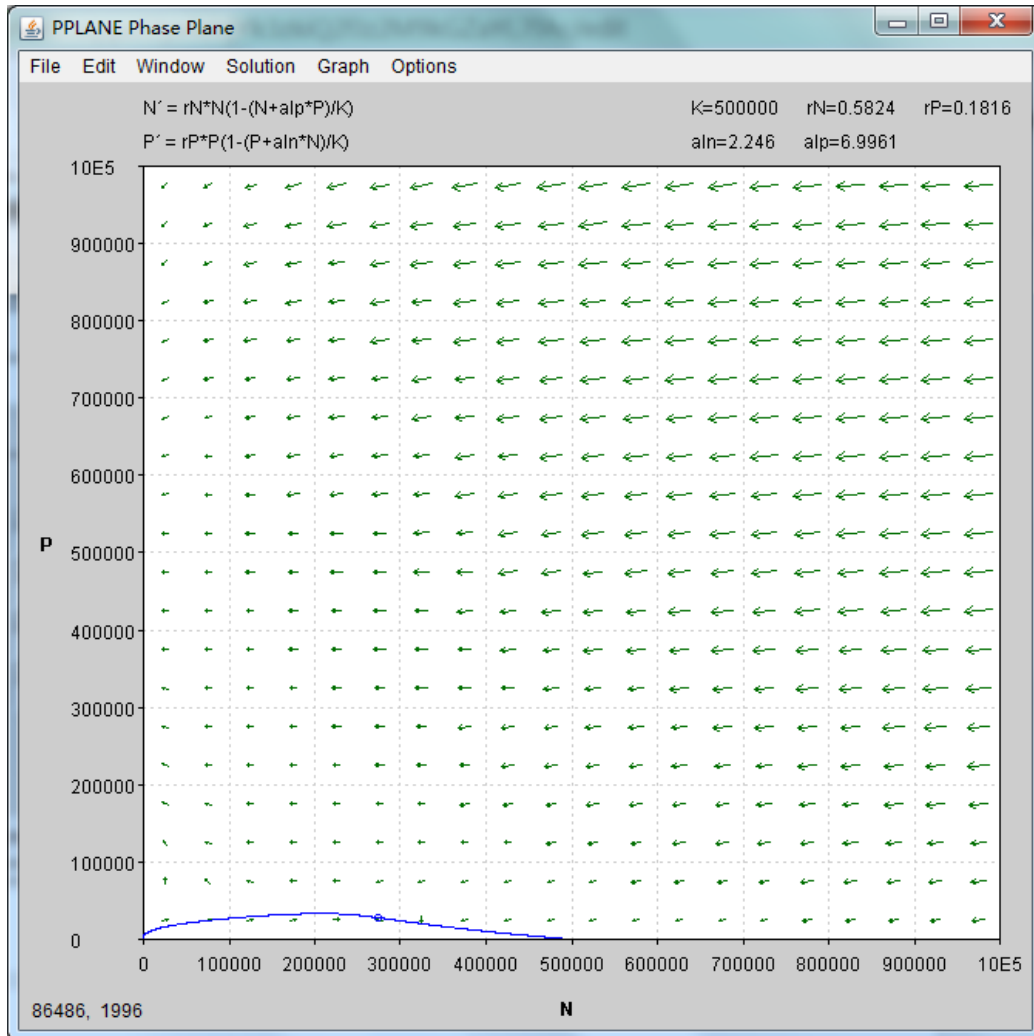 PPLANE Phase Plane
File Edit Window Solution Graph Options
N´ = rN*N(1-(N+alp*P)/K) K=500000 rN=0.5824 rP=0.1816
P´ = rP*P(1-(P+aln*N)/K) aln=2.246 alp=6.9961
10E5
900000
800000
700000
600000
P
500000
400000
300000
200000
100000
0
0 100000 200000 300000 400000 500000 600000 700000 800000 900000 10E5
86486, 1996 N